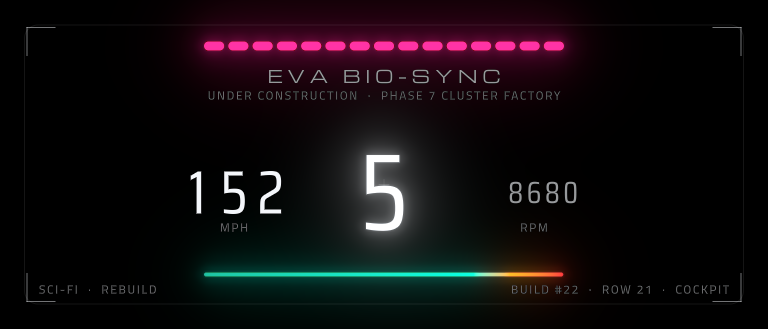 EVA BIO-SYNC
UNDER CONSTRUCTION · PHASE 7 CLUSTER FACTORY
152
MPH
5
8680
RPM
SCI-FI · REBUILD
BUILD #22 · ROW 21 · COCKPIT